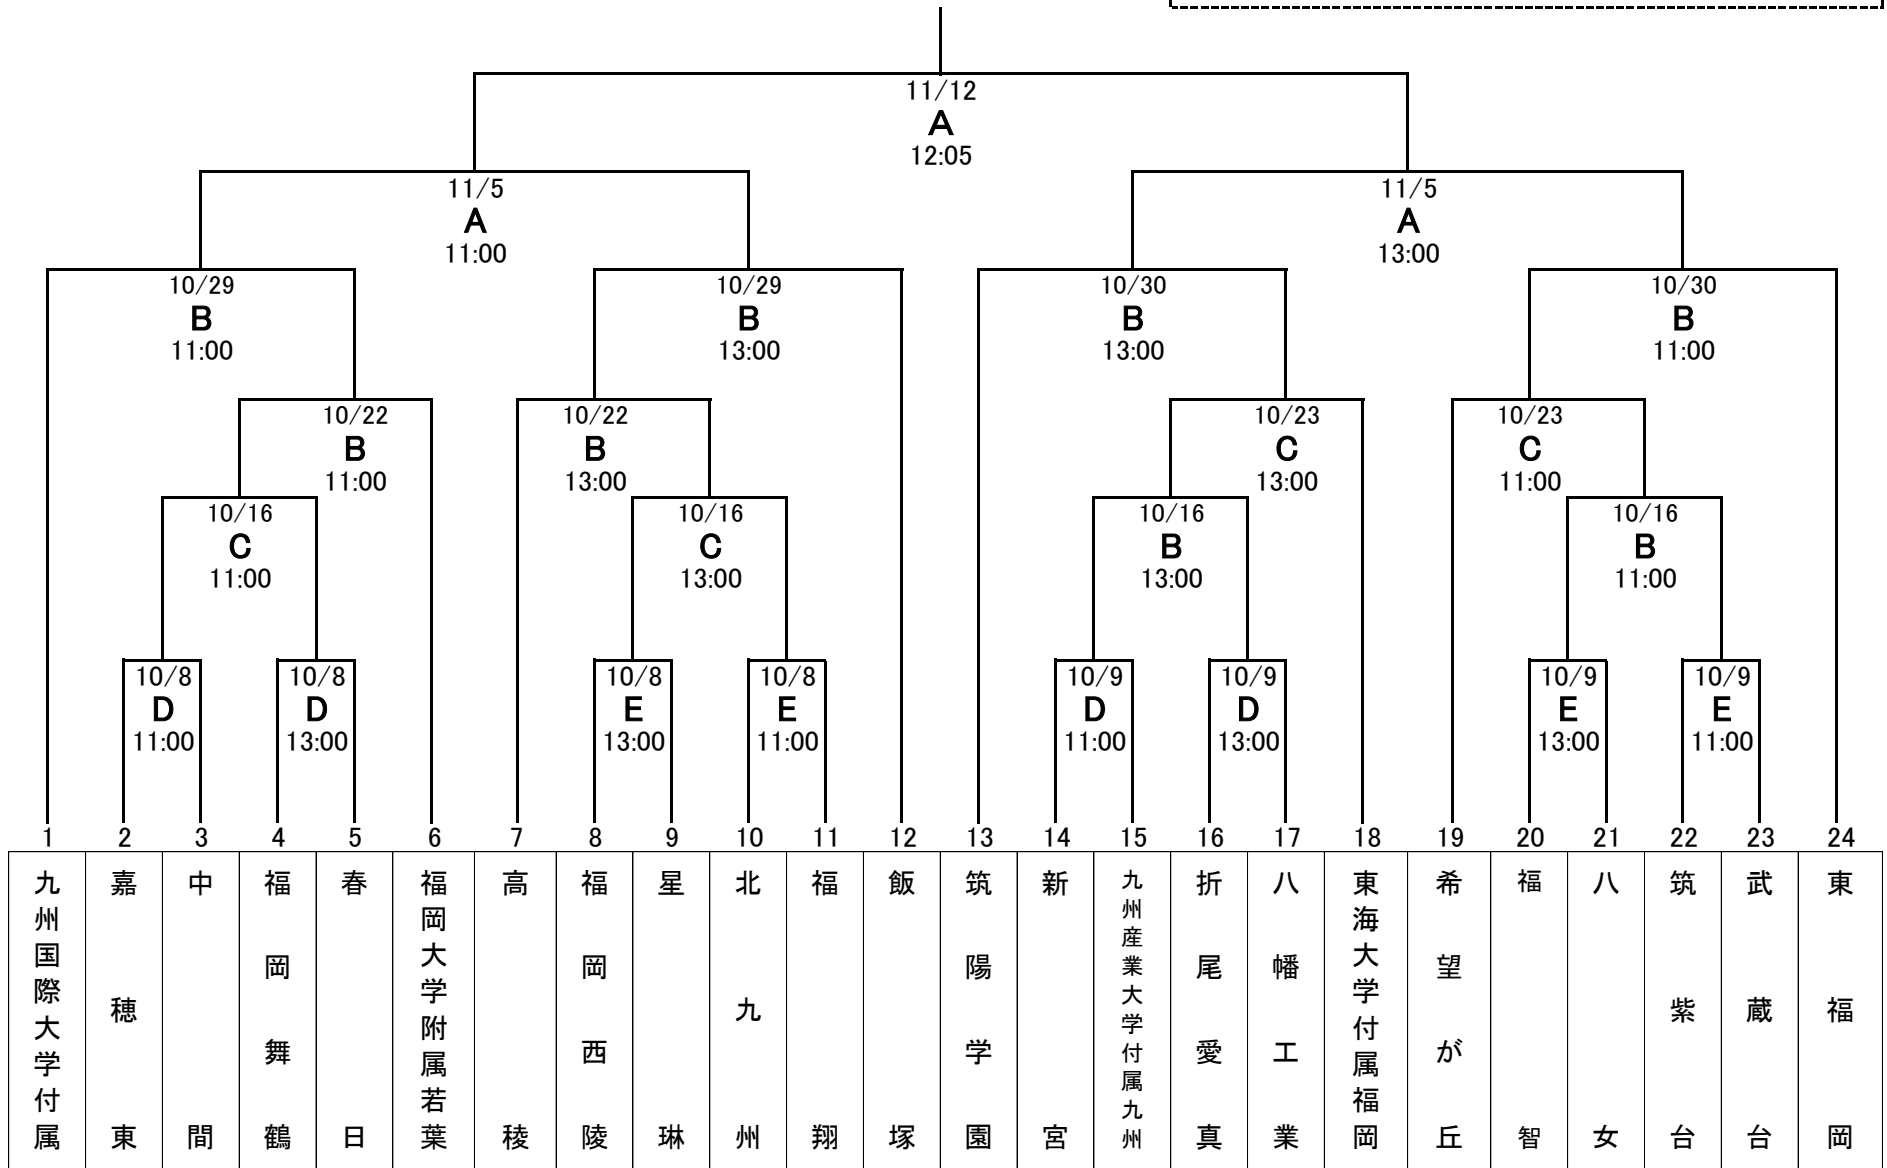 11/12
A
12:05
11/5
A
11:00
11/5
A
13:00
10/29
B
11:00
10/29
B
13:00
10/30
B
13:00
10/30
B
11:00
10/22
B
11:00
10/22
B
13:00
10/23
C
13:00
10/23
C
11:00
10/16
C
11:00
10/16
C
13:00
10/16
B
13:00
10/16
B
11:00
10/8
D
11:00
10/8
D
13:00
10/8
E
13:00
10/8
E
11:00
10/9
D
11:00
10/9
D
13:00
10/9
E
13:00
10/9
E
11:00
1
2
3
4
5
6
7
8
9
10
11
12
13
14
15
16
17
18
19
20
21
22
23
24
九州国際大学付属
嘉穂東
中間
福岡舞鶴
春日
福岡大学附属若葉
高稜
福岡西陵
星琳
北九州
福翔
飯塚
筑陽学園
新宮
九州産業大学付属九州
折尾愛真
八幡工業
東海大学付属福岡
希望が丘
福智
八女
筑紫台
武蔵台
東福岡